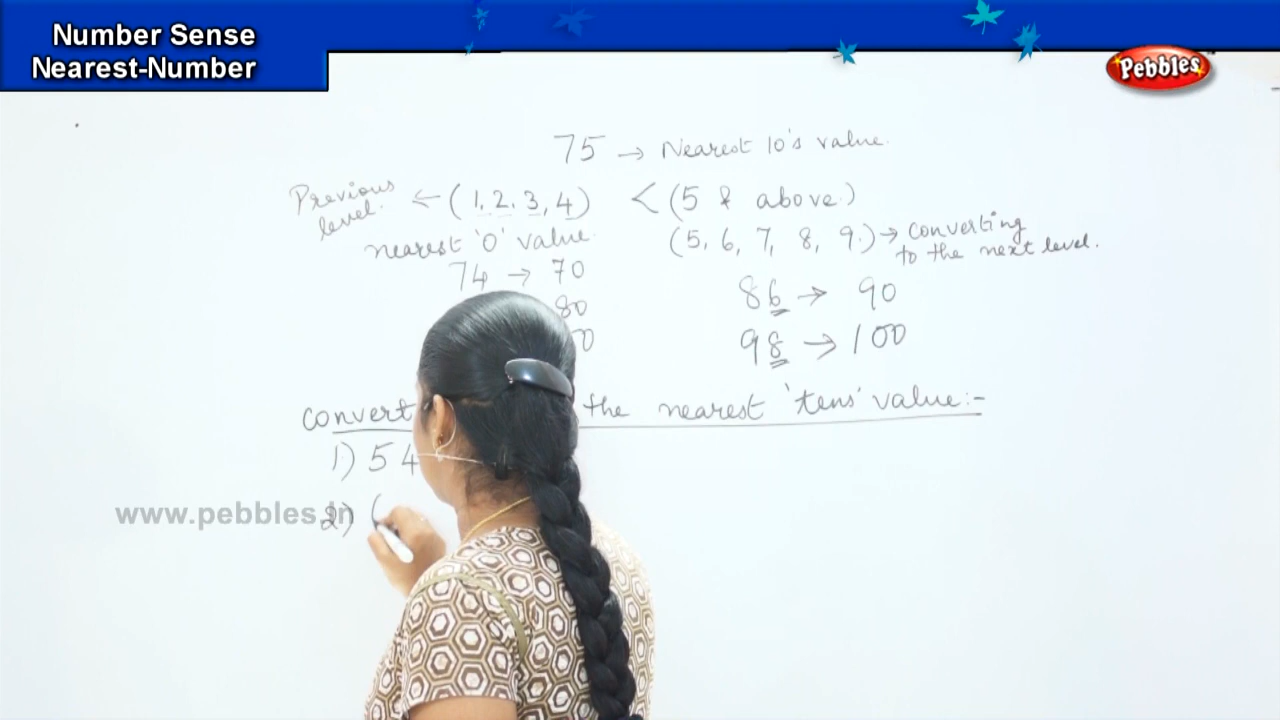 Number Sense
Nearest-Number
Pebbles
75 → Nearest 10's value.
Previous level. ← (1, 2, 3, 4) < (5 & above.)
nearest '0' value. (5, 6, 7, 8, 9.) → converting to the next level.
74 → 70
80
0
86 → 90
98 → 100
convert the nearest 'tens' value:-
1) 54
www.pebbles.in
2)